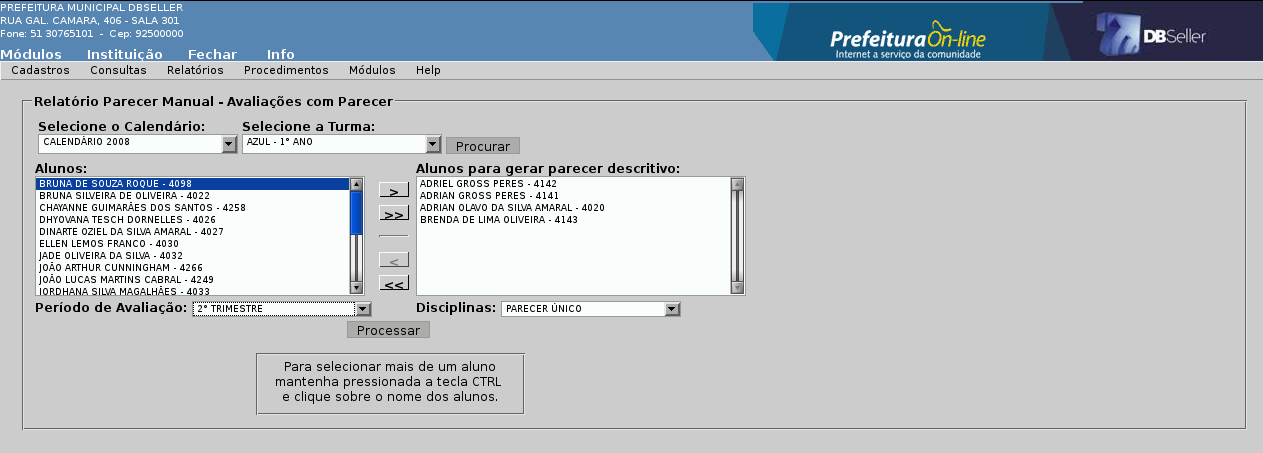 PREFEITURA MUNICIPAL DBSELLER
RUA GAL. CAMARA, 406 - SALA 301
Fone: 51 30765101 - Cep: 92500000
PrefeituraOn-line
Internet a serviço da comunidade
DBSeller
Módulos Instituição Fechar Info
Cadastros Consultas Relatórios Procedimentos Módulos Help
Relatório Parecer Manual - Avaliações com Parecer
Selecione o Calendário: Selecione a Turma:
CALENDÁRIO 2008 AZUL - 1° ANO Procurar
Alunos:
BRUNA DE SOUZA ROQUE - 4098
BRUNA SILVEIRA DE OLIVEIRA - 4022
CHAYANNE GUIMARÃES DOS SANTOS - 4258
DHYOVANA TESCH DORNELLES - 4026
DINARTE OZIEL DA SILVA AMARAL - 4027
ELLEN LEMOS FRANCO - 4030
JADE OLIVEIRA DA SILVA - 4032
JOÃO ARTHUR CUNNINGHAM - 4266
JOÃO LUCAS MARTINS CABRAL - 4249
JORDHANA SILVA MAGALHÃES - 4033
>
>>
<
<<
Alunos para gerar parecer descritivo:
ADRIEL GROSS PERES - 4142
ADRIAN GROSS PERES - 4141
ADRIAN OLAVO DA SILVA AMARAL - 4020
BRENDA DE LIMA OLIVEIRA - 4143
Período de Avaliação: 2° TRIMESTRE Disciplinas: PARECER ÚNICO
Processar
Para selecionar mais de um aluno
mantenha pressionada a tecla CTRL
e clique sobre o nome dos alunos.